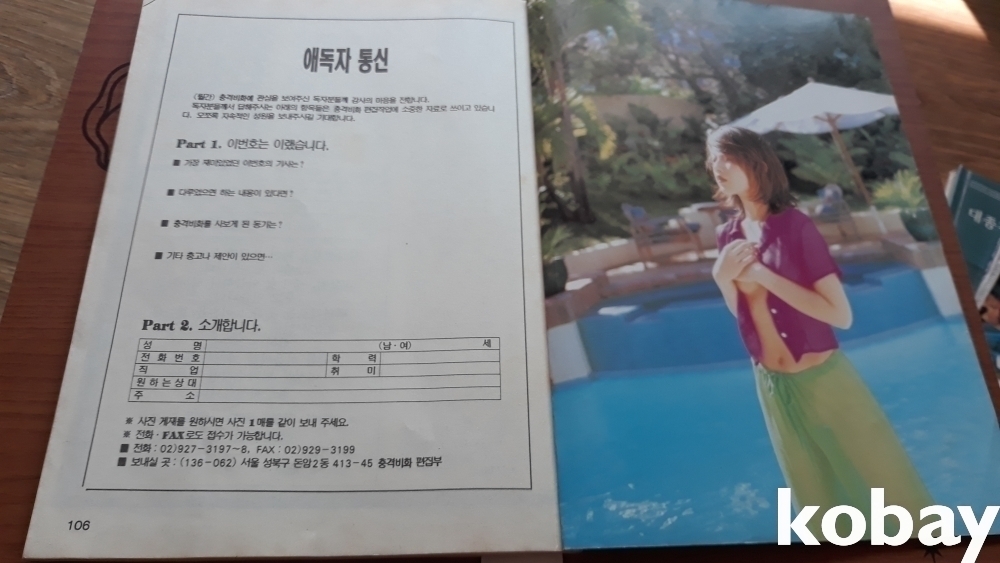 애독자 통신
〈월간〉 충격비화에 관심을 보여주신 독자분들께 감사의 마음을 전합니다.
독자분들께서 답해주시는 아래의 항목들은 충격비화 편집작업에 소중한 자료로 쓰이고 있습니
다. 모쪼록 지속적인 성원을 보내주시길 기대합니다.
Part 1. 이번호는 이랬습니다.
■ 가장 재미있었던 이번호의 기사는?
■ 다루었으면 하는 내용이 있다면?
■ 충격비화를 사보게 된 동기는?
■ 기타 충고나 제안이 있으면…
Part 2. 소개합니다.
성 명 (남·여) 세
전화번호 학 력
직 업 취 미
원하는상대
주 소
※ 사진 게재를 원하시면 사진 1매를 같이 보내 주세요.
※ 전화·FAX로도 접수가 가능합니다.
■ 전화 : 02)927-3197~8, FAX : 02)929-3199
■ 보내실 곳 : (136-062) 서울 성북구 돈암2동 413-45 충격비화 편집부
106
대종
kobay